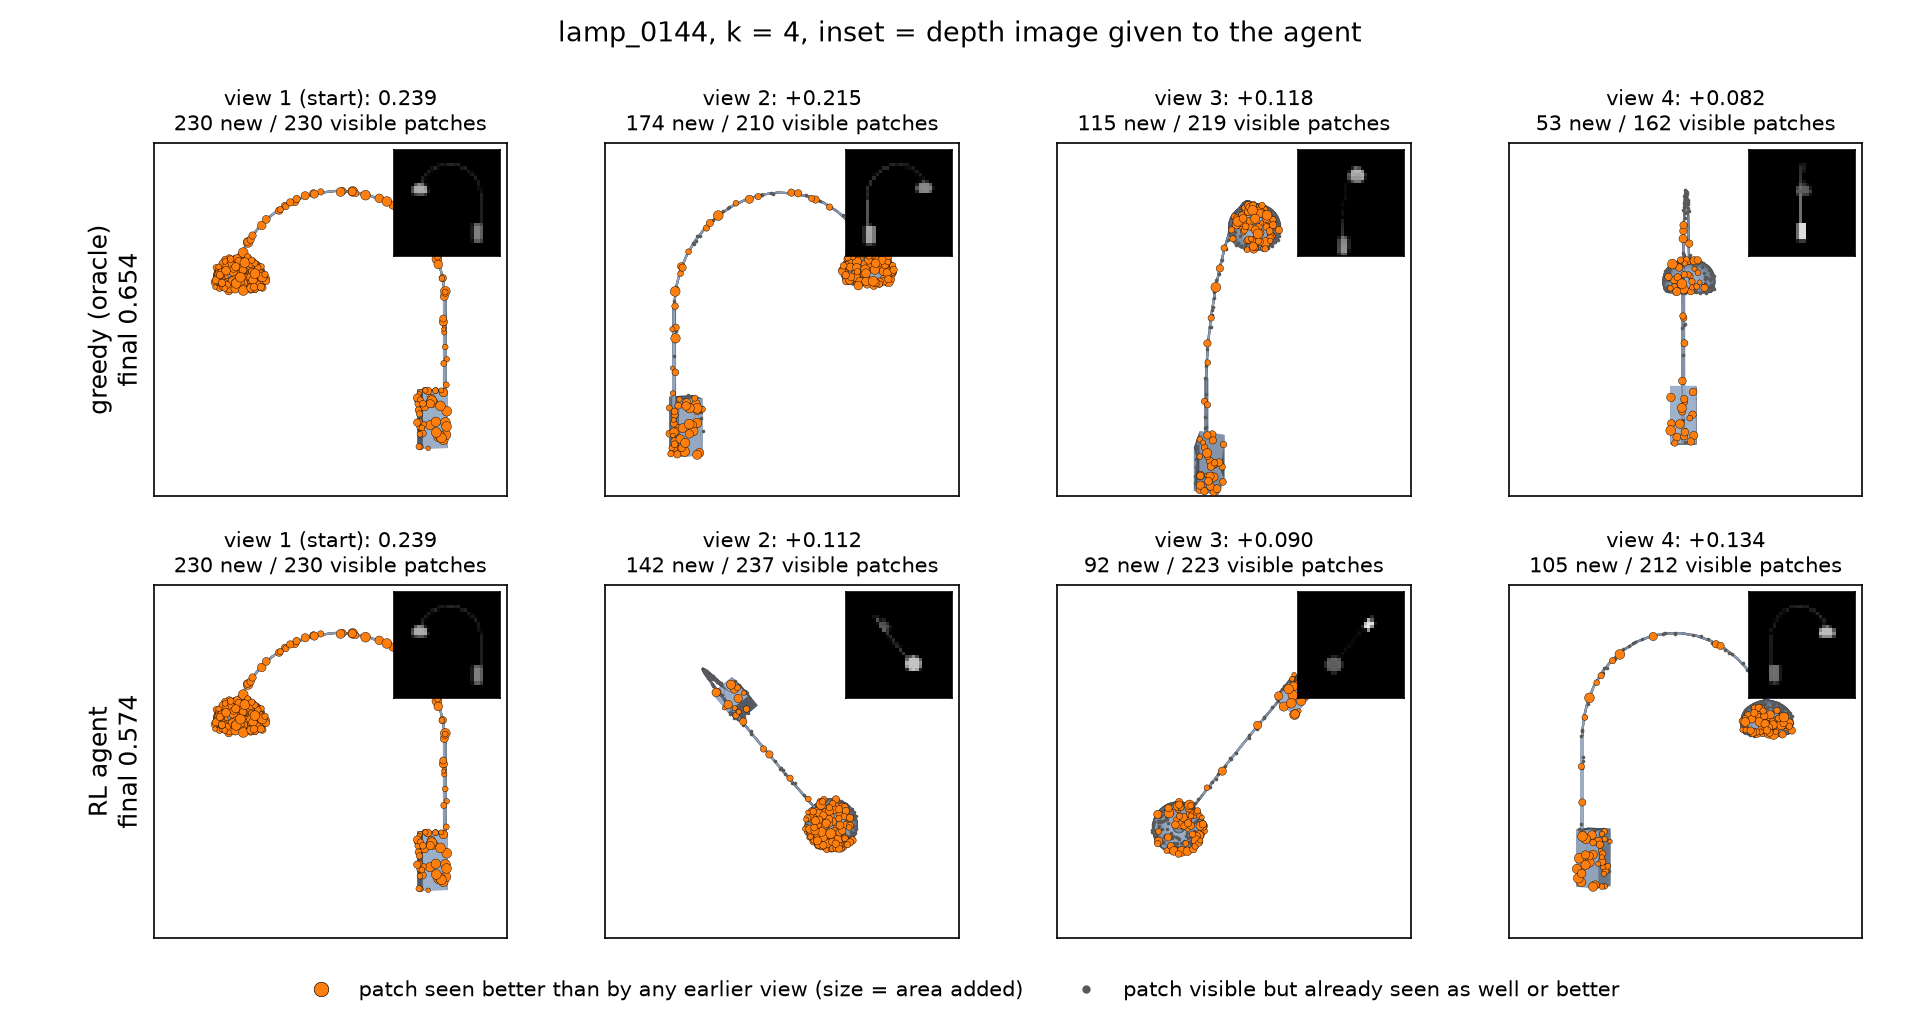 lamp_0144, k = 4, inset = depth image given to the agent
greedy (oracle)
final 0.654
view 1 (start): 0.239
230 new / 230 visible patches
view 2: +0.215
174 new / 210 visible patches
view 3: +0.118
115 new / 219 visible patches
view 4: +0.082
53 new / 162 visible patches
RL agent
final 0.574
view 1 (start): 0.239
230 new / 230 visible patches
view 2: +0.112
142 new / 237 visible patches
view 3: +0.090
92 new / 223 visible patches
view 4: +0.134
105 new / 212 visible patches
patch seen better than by any earlier view (size = area added)
patch visible but already seen as well or better